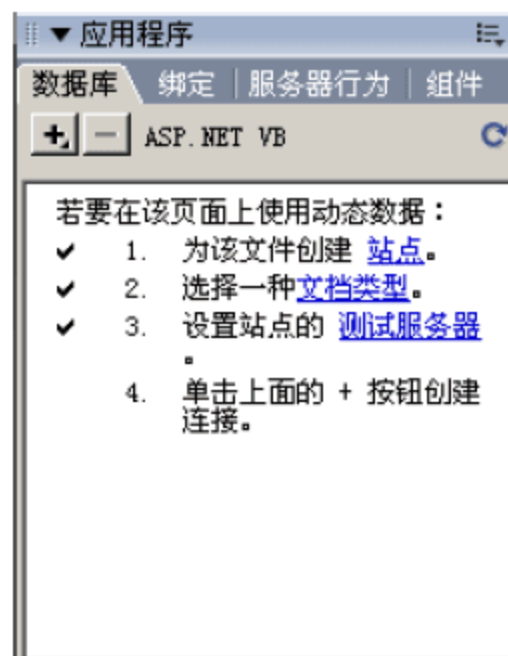 ▼ 应用程序
数据库 绑定 服务器行为 组件
+ − ASP.NET VB
若要在该页面上使用动态数据：
✔ 1. 为该文件创建 站点。
✔ 2. 选择一种文档类型。
✔ 3. 设置站点的 测试服务器
。
4. 单击上面的 + 按钮创建
连接。